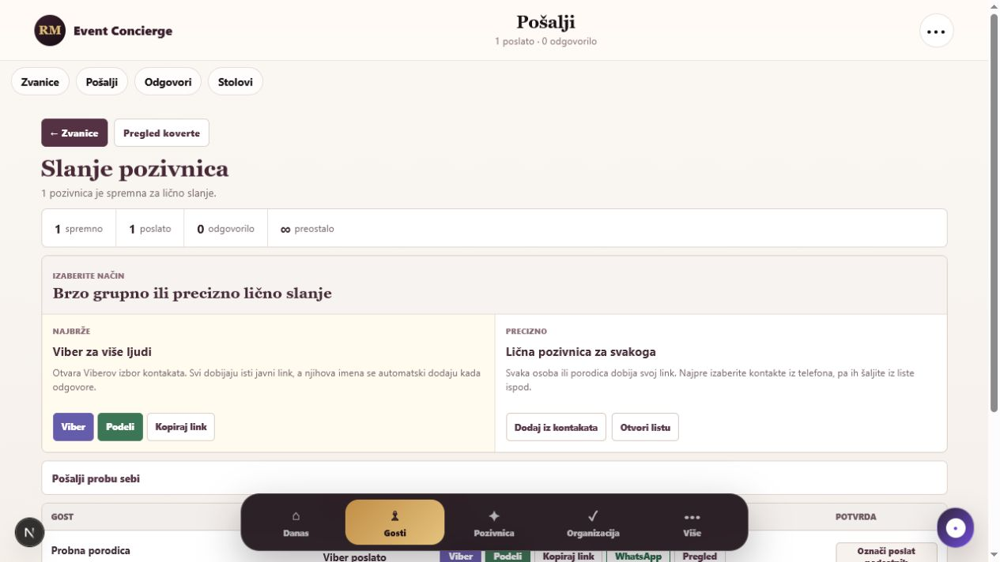 RM Event Concierge
Pošalji
1 poslato · 0 odgovorilo
•••
Zvanice Pošalji Odgovori Stolovi
← Zvanice Pregled koverte
Slanje pozivnica
1 pozivnica je spremna za lično slanje.
1 spremno 1 poslato 0 odgovorilo ∞ preostalo
IZABERITE NAČIN
Brzo grupno ili precizno lično slanje
NAJBRŽE
Viber za više ljudi
Otvara Viberov izbor kontakata. Svi dobijaju isti javni link, a njihova imena se automatski dodaju kada
odgovore.
Viber Podeli Kopiraj link
PRECIZNO
Lična pozivnica za svakoga
Svaka osoba ili porodica dobija svoj link. Najpre izaberite kontakte iz telefona, pa ih šaljite iz liste
ispod.
Dodaj iz kontakata Otvori listu
Pošalji probu sebi
GOST POTVRDA
Probna porodica Viber poslato Viber Podeli Kopiraj link WhatsApp Pregled Označi poslat
Danas Gosti Pozivnica Organizacija Više
N